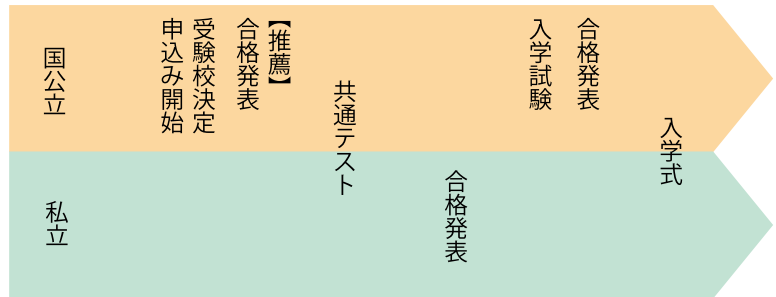 国公立
受験校決定
申込み開始
【推薦】
合格発表
共通テスト
入学試験
合格発表
入学式
私立
合格発表